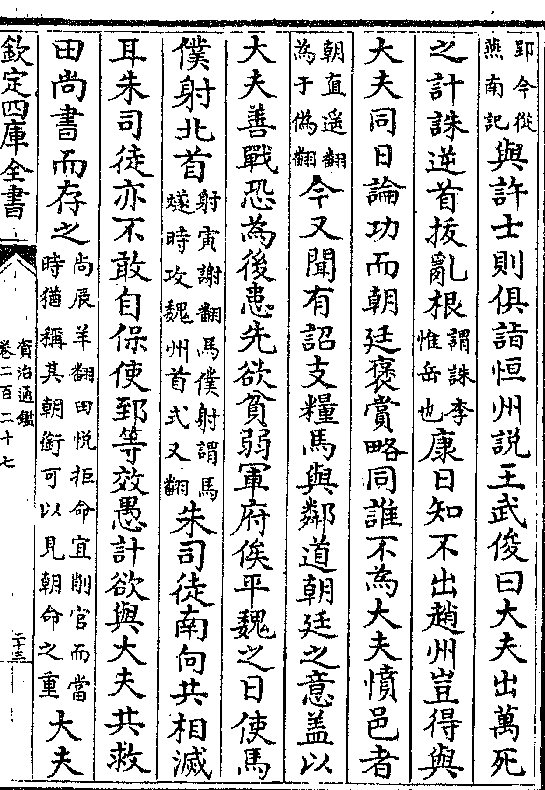 郢今從燕南記與許士則俱詣恒州説王武俊曰大夫出萬死
之計誅逆首拔亂根謂誅李惟岳也康日知不出趙州豈得與
大夫同日論功而朝廷褒賞略同誰不為大夫憤邑者
朝直遥翻為于偽翻今又聞有詔支糧馬與鄰道朝廷之意蓋以
大夫善戰恐為後患先欲貧弱軍府俟平魏之日使馬
僕射北首射寅謝翻馬僕射謂馬燧時攻魏州首式又翻朱司徒南向共相滅
耳朱司徒亦不敢自保使郅等效愚計欲與大夫共救
田尚書而存之尚辰羊翻田悦拒命宜削官而當時猶稱其朝銜可以見朝命之重大夫
欽定四庫全書
資治通鑑
卷二百二十七
二十三